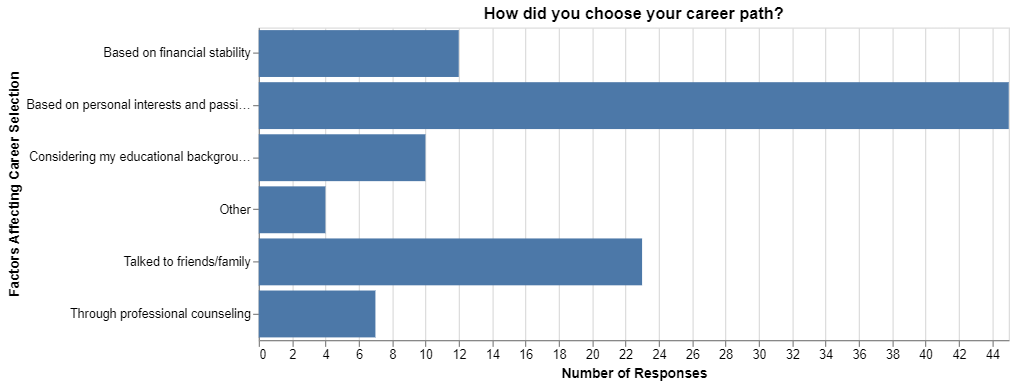 How did you choose your career path?
Factors Affecting Career Selection
Based on financial stability
Based on personal interests and passi…
Considering my educational backgrou…
Other
Talked to friends/family
Through professional counseling
0 2 4 6 8 10 12 14 16 18 20 22 24 26 28 30 32 34 36 38 40 42 44
Number of Responses